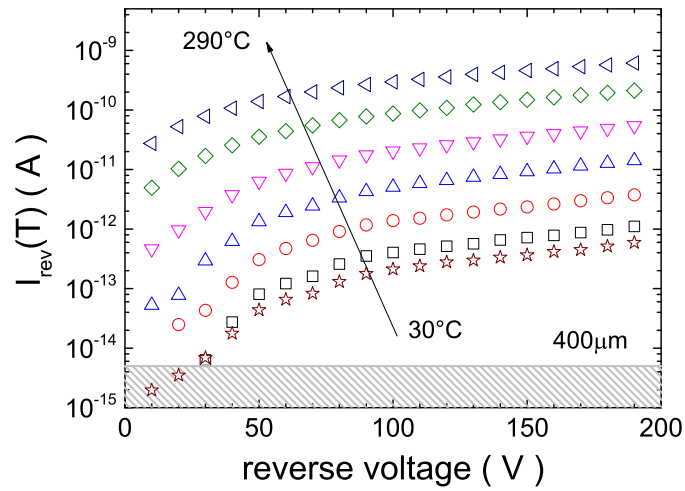 10⁻⁹
10⁻¹⁰
10⁻¹¹
10⁻¹²
10⁻¹³
10⁻¹⁴
10⁻¹⁵
I_rev(T) ( A )
290°C
30°C
400μm
0 50 100 150 200
reverse voltage ( V )